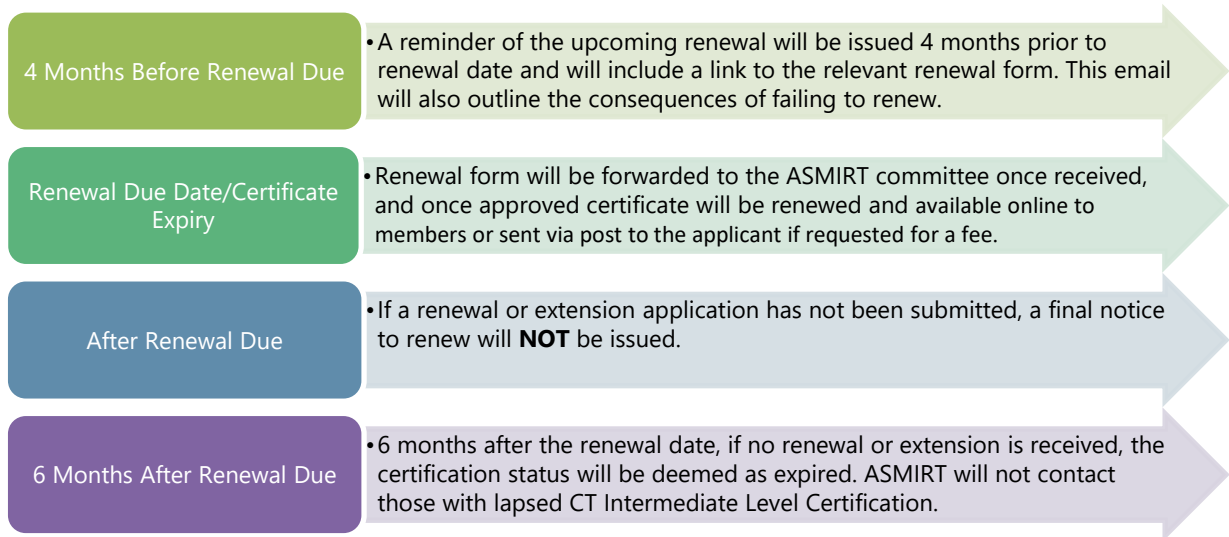 4 Months Before Renewal Due
•A reminder of the upcoming renewal will be issued 4 months prior to
renewal date and will include a link to the relevant renewal form. This email
will also outline the consequences of failing to renew.
Renewal Due Date/Certificate
Expiry
•Renewal form will be forwarded to the ASMIRT committee once received,
and once approved certificate will be renewed and available online to
members or sent via post to the applicant if requested for a fee.
After Renewal Due
•If a renewal or extension application has not been submitted, a final notice
to renew will NOT be issued.
6 Months After Renewal Due
•6 months after the renewal date, if no renewal or extension is received, the
certification status will be deemed as expired. ASMIRT will not contact
those with lapsed CT Intermediate Level Certification.